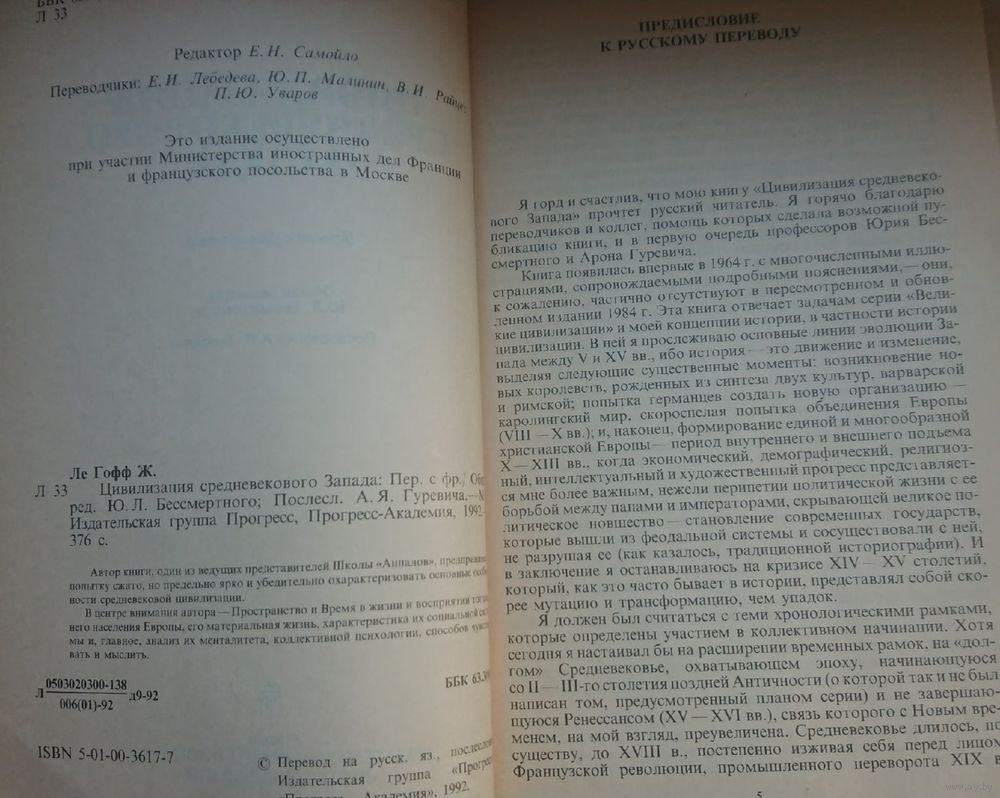 Л 33
Редактор Е. Н. Самойло
Переводчики: Е. И. Лебедева, Ю. П. Малинин, В. И. Райцес
П. Ю. Уваров
Это издание осуществлено
при участии Министерства иностранных дел Франции
и французского посольства в Москве
Ле Гофф Ж.
Л 33 Цивилизация средневекового Запада: Пер. с фр./
ред. Ю. Л. Бессмертного; Послесл. А. Я. Гуревича.—М
Издательская группа Прогресс, Прогресс-Академия, 1992.
376 с.
Автор книги, один из ведущих представителей Школы «Анналов», предпринял
попытку сжато, но предельно ярко и убедительно охарактеризовать основные особен
ности средневековой цивилизации.
В центре внимания автора — Пространство и Время в жизни и восприятии
него населения Европы, его материальная жизнь, характеристика их социальной
мы и, главное, анализ их менталитета, коллективной психологии, способов чувст
вать и мыслить.
Л 0503020300-138
006(01)-92 д9-92
ББК 63.3
ISBN 5-01-00-3617-7
© Перевод на русск. яз., послеслов
Издательская группа «Прогрес
Академия», 1992.
ПРЕДИСЛОВИЕ
К РУССКОМУ ПЕРЕВОДУ
Я горд и счастлив, что мою книгу «Цивилизация средневеко-
вого Запада» прочтет русский читатель. Я горячо благодарю
переводчиков и коллег, помощь которых сделала возможной пу-
бликацию книги, и в первую очередь профессоров Юрия Бес-
смертного и Арона Гуревича.
Книга появилась впервые в 1964 г. с многочисленными иллю-
страциями, сопровождаемыми подробными пояснениями,— они,
к сожалению, частично отсутствуют в пересмотренном и обнов-
ленном издании 1984 г. Эта книга отвечает задачам серии «Вели-
кие цивилизации» и моей концепции истории, в частности истории
цивилизации. В ней я прослеживаю основные линии эволюции За-
пада между V и XV вв., ибо история — это движение и изменение,
выделяя следующие существенные моменты: возникновение но-
вых королевств, рожденных из синтеза двух культур, варварской
и римской; попытка германцев создать новую организацию —
каролингский мир, скороспелая попытка объединения Европы
(VIII — X вв.); и, наконец, формирование единой и многообразной
христианской Европы — период внутреннего и внешнего подъема
X — XIII вв., когда экономический, демографический, религиоз-
ный, интеллектуальный и художественный прогресс представляет-
ся мне более важным, нежели перипетии политической жизни с ее
борьбой между папами и императорами, скрывающей великое по-
литическое новшество — становление современных государств,
которые вышли из феодальной системы и сосуществовали с ней,
не разрушая ее (как казалось, традиционной историографии). И
в заключение я останавливаюсь на кризисе XIV — XV столетий,
который, как это часто бывает в истории, представлял собой ско-
рее мутацию и трансформацию, чем упадок.
Я должен был считаться с теми хронологическими рамками,
которые определены участием в коллективном начинании. Хотя
сегодня я настаивал бы на расширении временных рамок, на «дол-
гом» Средневековье, охватывающем эпоху, начинающуюся
со II — III-го столетия поздней Античности (о которой так и не был
написан том, предусмотренный планом серии) и не завершаю-
щуюся Ренессансом (XV — XVI вв.), связь которого с Новым вре-
менем, на мой взгляд, преувеличена. Средневековье длилось, по
существу, до XVIII в., постепенно изживая себя перед лицом
Французской революции, промышленного переворота XIX в
5
www.ay.by